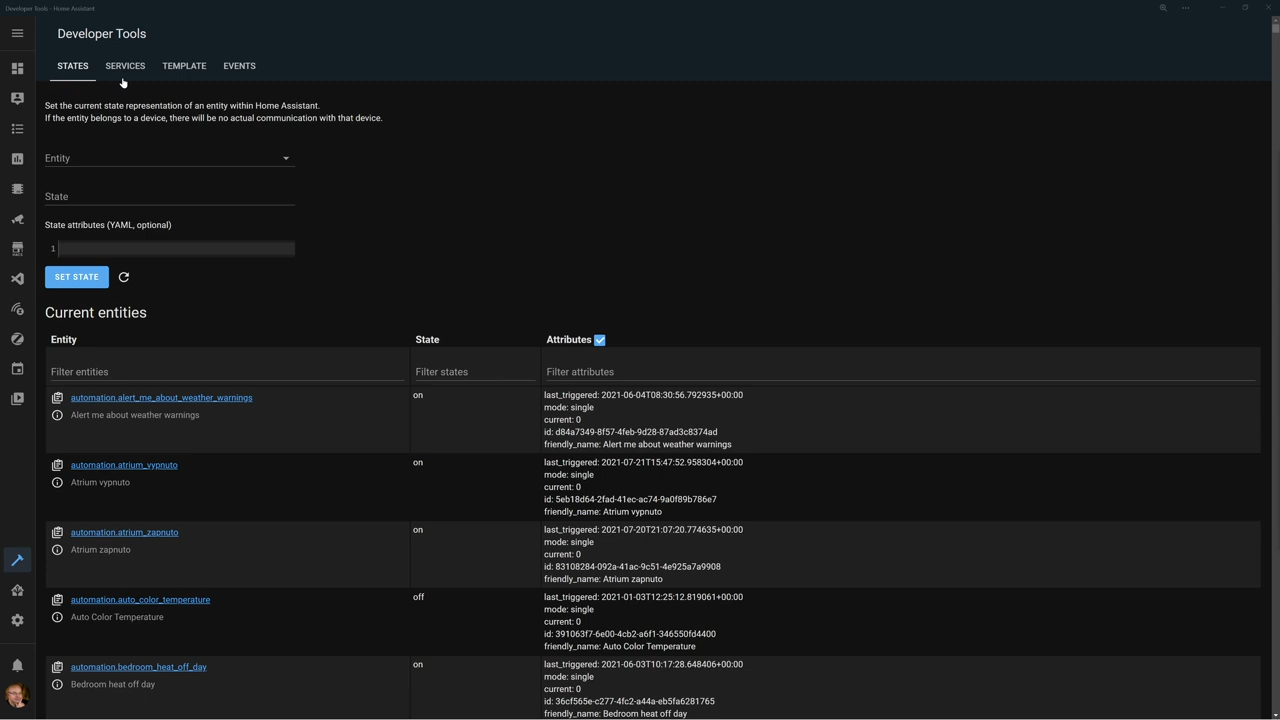 Developer Tools - Home Assistant
Developer Tools
STATES SERVICES TEMPLATE EVENTS
Set the current state representation of an entity within Home Assistant.
If the entity belongs to a device, there will be no actual communication with that device.
Entity
State
State attributes (YAML, optional)
1
SET STATE
Current entities
Entity State Attributes
Filter entities Filter states Filter attributes
automation.alert_me_about_weather_warnings on last_triggered: 2021-06-04T08:30:56.792935+00:00
mode: single
Alert me about weather warnings current: 0
id: d84a7349-8f57-4feb-9d28-87ad3c8374ad
friendly_name: Alert me about weather warnings
automation.atrium_vypnuto on last_triggered: 2021-07-21T15:47:52.958304+00:00
mode: single
Atrium vypnuto current: 0
id: 5eb18d64-2fad-41ec-ac74-9a0f89b786e7
friendly_name: Atrium vypnuto
automation.atrium_zapnuto on last_triggered: 2021-07-20T21:07:20.774635+00:00
mode: single
Atrium zapnuto current: 0
id: 83108284-092a-41ac-9c51-4e925a7a9908
friendly_name: Atrium zapnuto
automation.auto_color_temperature off last_triggered: 2021-01-03T12:25:12.819061+00:00
mode: single
Auto Color Temperature current: 0
id: 391063f7-6e00-4cb2-a6f1-346550fd4400
friendly_name: Auto Color Temperature
automation.bedroom_heat_off_day on last_triggered: 2021-06-03T10:17:28.648406+00:00
mode: single
Bedroom heat off day current: 0
id: 36cf565e-c277-4fc2-a44a-eb5fa6281765
friendly_name: Bedroom heat off day